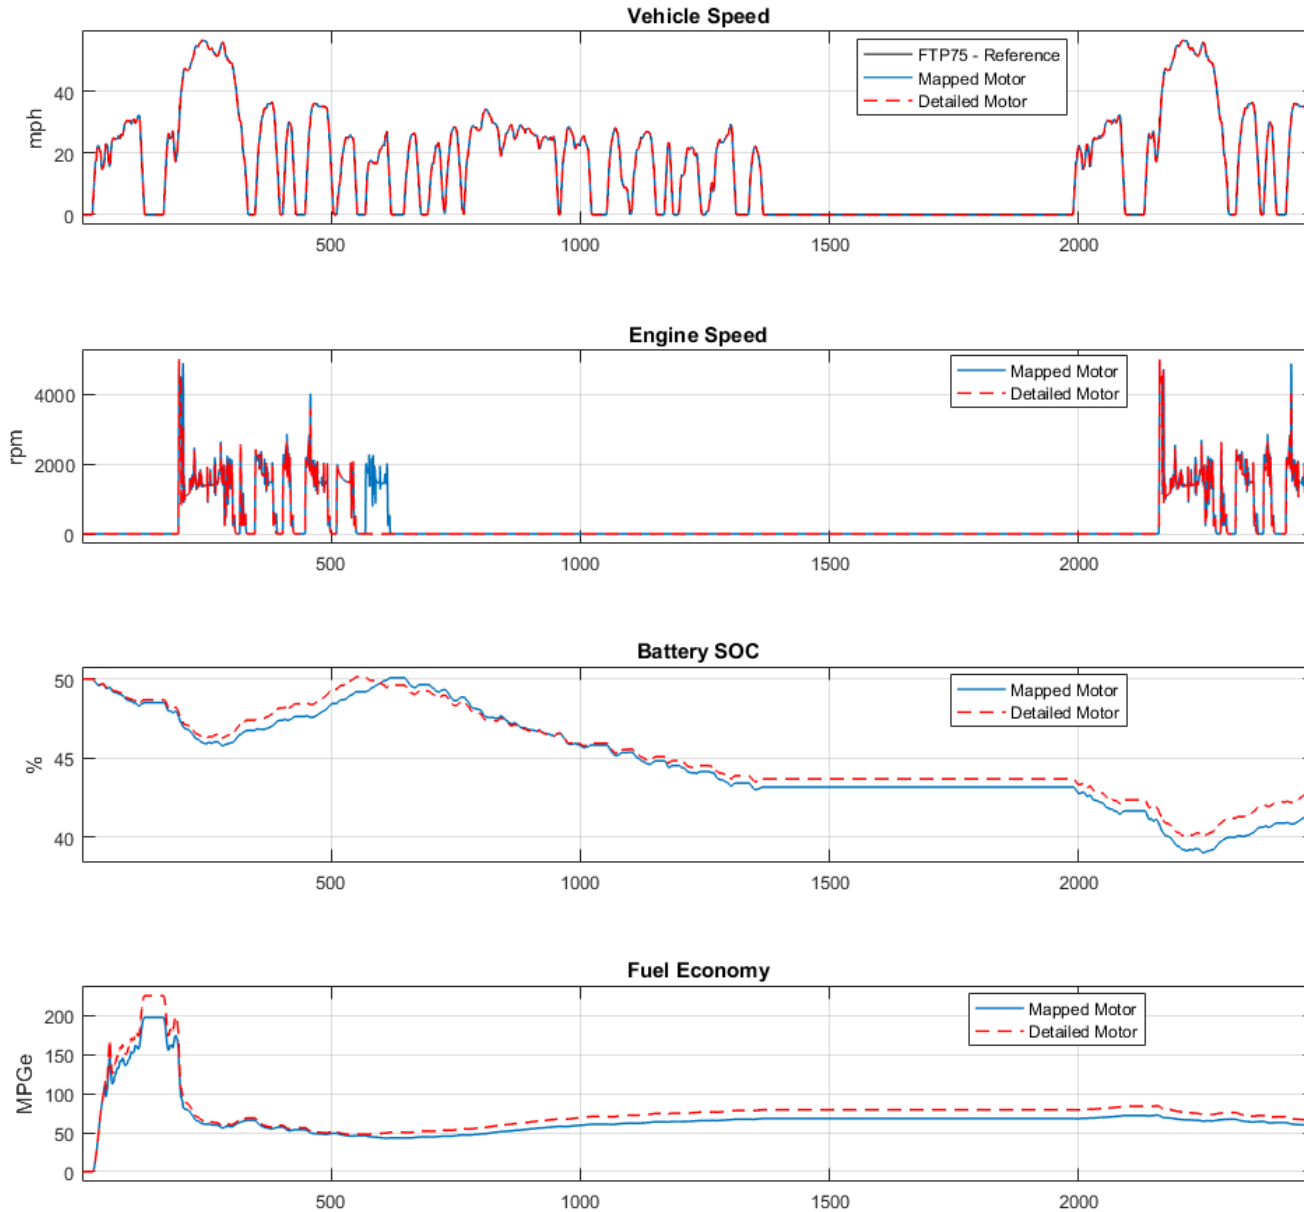 Vehicle Speed
mph
40
20
0
FTP75 - Reference
Mapped Motor
Detailed Motor
500 1000 1500 2000
Engine Speed
rpm
4000
2000
0
Mapped Motor
Detailed Motor
500 1000 1500 2000
Battery SOC
%
50
45
40
Mapped Motor
Detailed Motor
500 1000 1500 2000
Fuel Economy
MPGe
200
150
100
50
0
Mapped Motor
Detailed Motor
500 1000 1500 2000